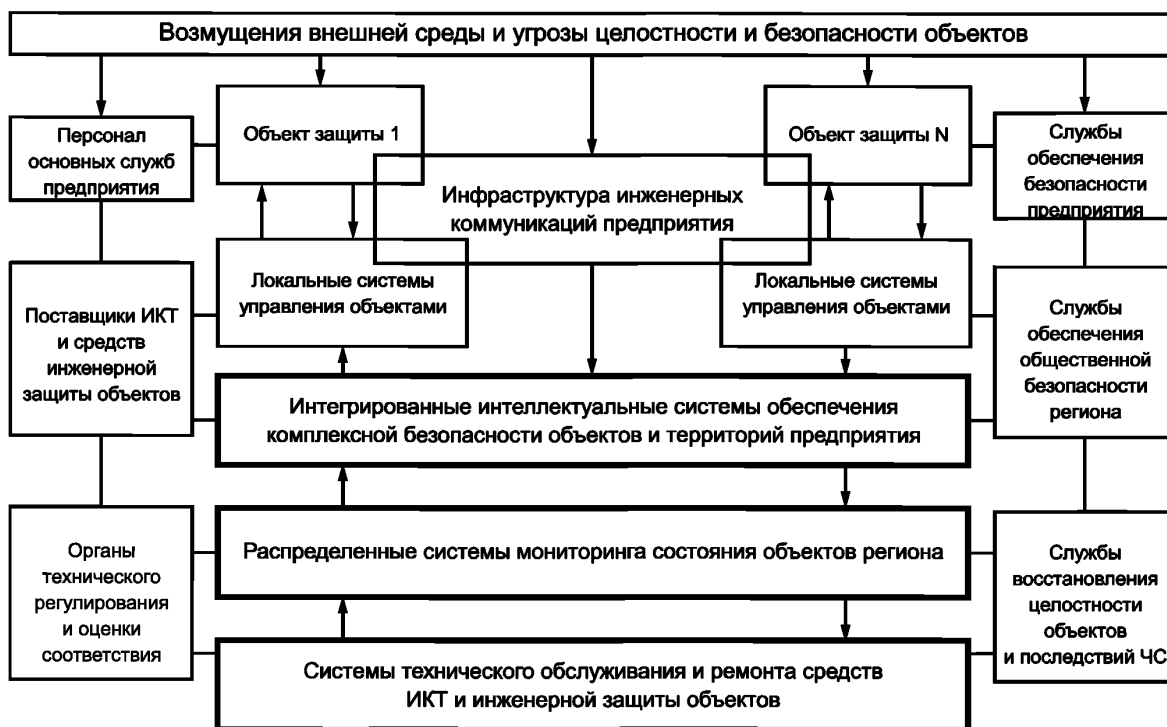 Возмущения внешней среды и угрозы целостности и безопасности объектов
Персонал
основных служб
предприятия
Объект защиты 1
Объект защиты N
Службы
обеспечения
безопасности
предприятия
Инфраструктура инженерных
коммуникаций предприятия
Поставщики ИКТ
и средств
инженерной
защиты объектов
Локальные системы
управления объектами
Локальные системы
управления объектами
Службы
обеспечения
общественной
безопасности
региона
Интегрированные интеллектуальные системы обеспечения
комплексной безопасности объектов и территорий предприятия
Органы
технического
регулирования
и оценки
соответствия
Распределенные системы мониторинга состояния объектов региона
Службы
восстановления
целостности
объектов
и последствий ЧС
Системы технического обслуживания и ремонта средств
ИКТ и инженерной защиты объектов